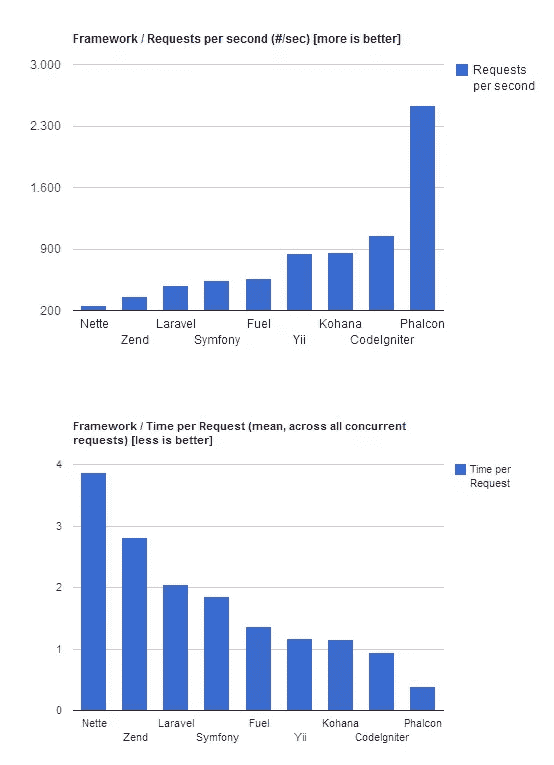 Framework / Requests per second (#/sec) [more is better]
3.000
2.300
1.600
900
200
Requests
per second
Nette
Zend
Laravel
Symfony
Fuel
Yii
Kohana
CodeIgniter
Phalcon
Framework / Time per Request (mean, across all concurrent
requests) [less is better]
4
3
2
1
0
Time per
Request
Nette
Zend
Laravel
Symfony
Fuel
Yii
Kohana
CodeIgniter
Phalcon